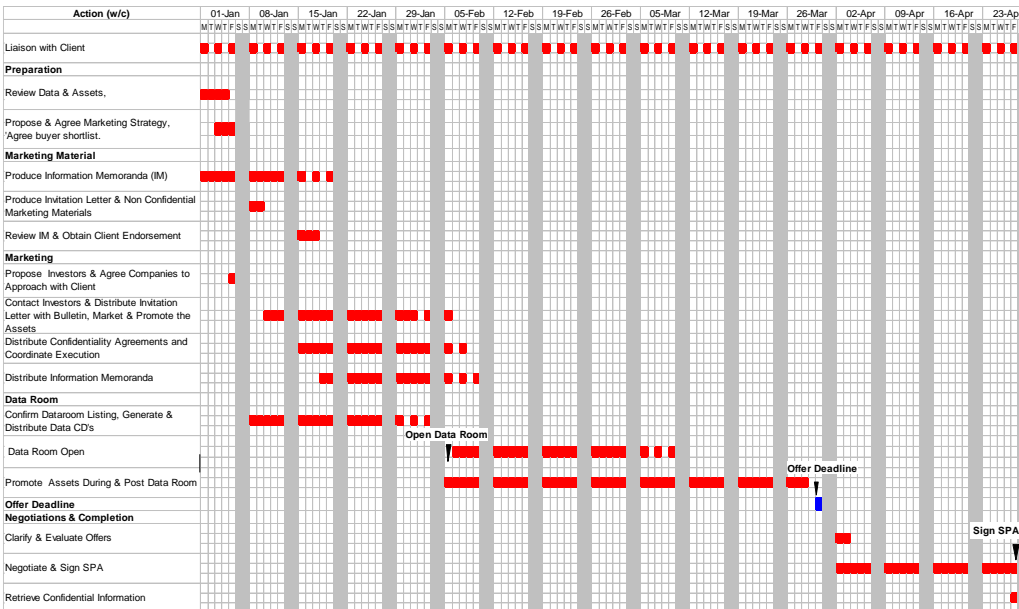 Action (w/c) 01-Jan 08-Jan 15-Jan 22-Jan 29-Jan 05-Feb 12-Feb 19-Feb 26-Feb 05-Mar 12-Mar 19-Mar 26-Mar 02-Apr 09-Apr 16-Apr 23-Ap
M T W T F S S M T W T F S S M T W T F S S M T W T F S S M T W T F S S M T W T F S S M T W T F S S M T W T F S S M T W T F S S M T W T F S S M T W T F S S M T W T F S S M T W T F S S M T W T F S S M T W T F S S M T W T F S S M T W T F
Liaison with Client
Preparation
Review Data & Assets,
Propose & Agree Marketing Strategy,
'Agree buyer shortlist.
Marketing Material
Produce Information Memoranda (IM)
Produce Invitation Letter & Non Confidential
Marketing Materials
Review IM & Obtain Client Endorsement
Marketing
Propose Investors & Agree Companies to
Approach with Client
Contact Investors & Distribute Invitation
Letter with Bulletin, Market & Promote the
Assets
Distribute Confidentiality Agreements and
Coordinate Execution
Distribute Information Memoranda
Data Room
Confirm Dataroom Listing, Generate &
Distribute Data CD's
Open Data Room
Data Room Open
Offer Deadline
Promote Assets During & Post Data Room
Offer Deadline
Negotiations & Completion
Sign SPA
Clarify & Evaluate Offers
Negotiate & Sign SPA
Retrieve Confidential Information